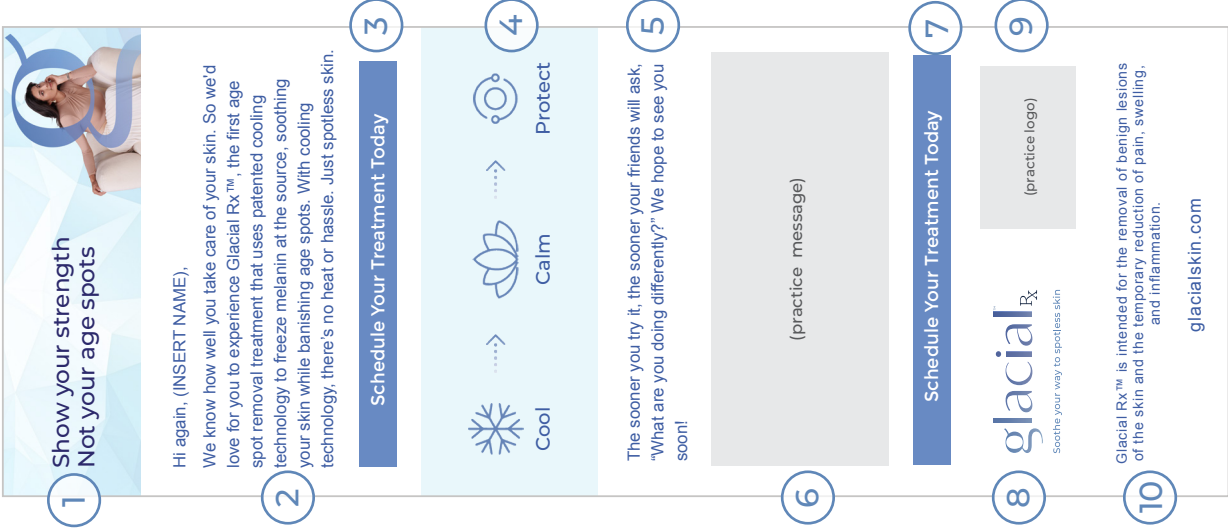 1
Show your strength
Not your age spots
2
Hi again, (INSERT NAME),
We know how well you take care of your skin. So we'd
love for you to experience Glacial Rx™, the first age
spot removal treatment that uses patented cooling
technology to freeze melanin at the source, soothing
your skin while banishing age spots. With cooling
technology, there's no heat or hassle. Just spotless skin.
3
Schedule Your Treatment Today
4
Cool
Calm
Protect
5
The sooner you try it, the sooner your friends will ask,
“What are you doing differently?” We hope to see you
soon!
6
(practice message)
7
Schedule Your Treatment Today
8
glacial Rx
Soothe your way to spotless skin
9
(practice logo)
10
Glacial Rx™ is intended for the removal of benign lesions
of the skin and the temporary reduction of pain, swelling,
and inflammation.
glacialskin.com